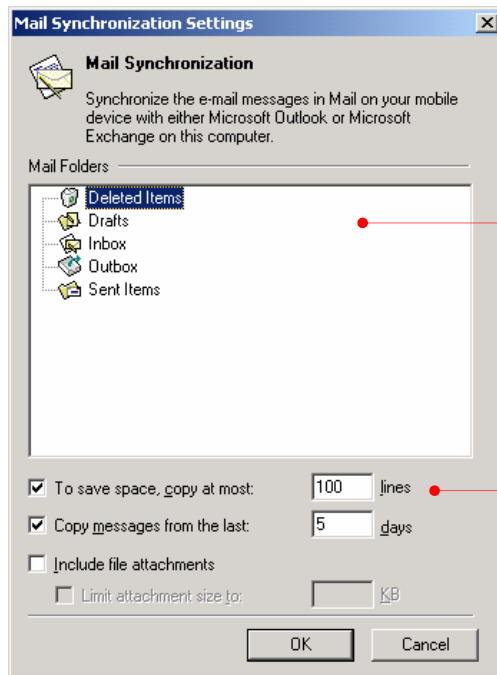 Mail Synchronization Settings
Mail Synchronization
Synchronize the e-mail messages in Mail on your mobile
device with either Microsoft Outlook or Microsoft
Exchange on this computer.
Mail Folders
Deleted Items
Drafts
Inbox
Outbox
Sent Items
To save space, copy at most: 100 lines
Copy messages from the last: 5 days
Include file attachments
Limit attachment size to: KB
OK Cancel